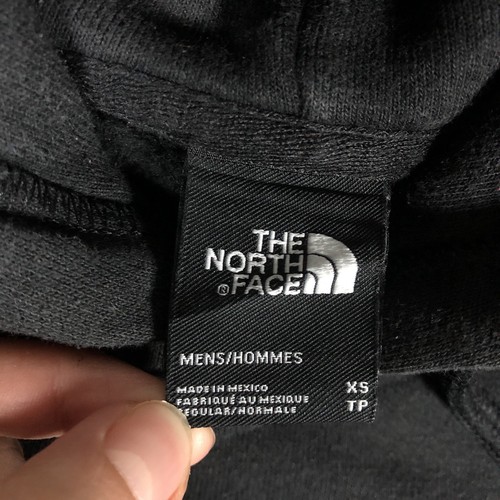 THE
NORTH
FACE
MENS/HOMMES
MADE IN MEXICO XS
FABRIQUÉ AU MEXIQUE TP
REGULAR/NORMALE